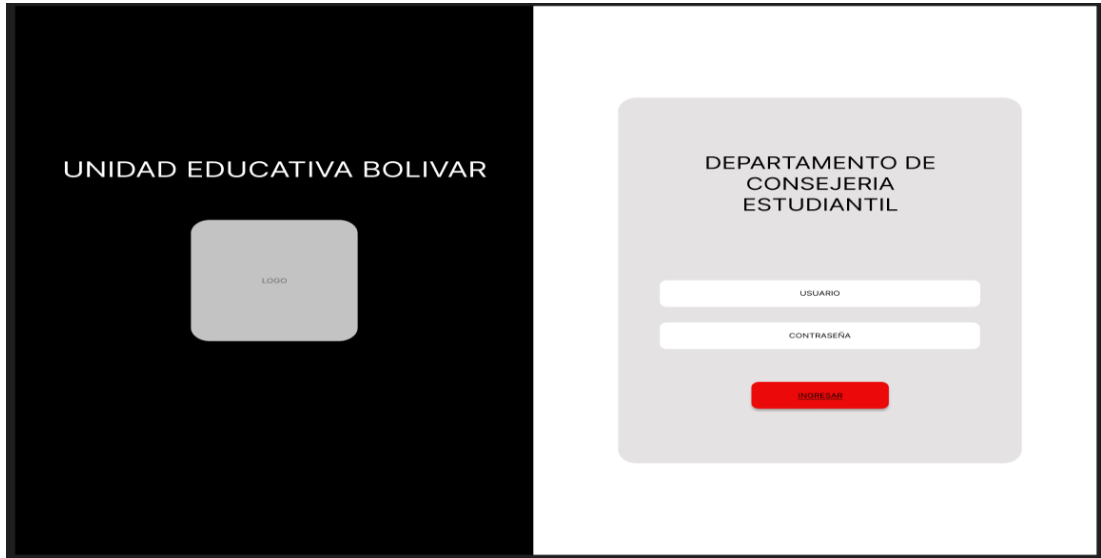 UNIDAD EDUCATIVA BOLIVAR
LOGO
DEPARTAMENTO DE
CONSEJERIA
ESTUDIANTIL
USUARIO
CONTRASEÑA
INGRESAR